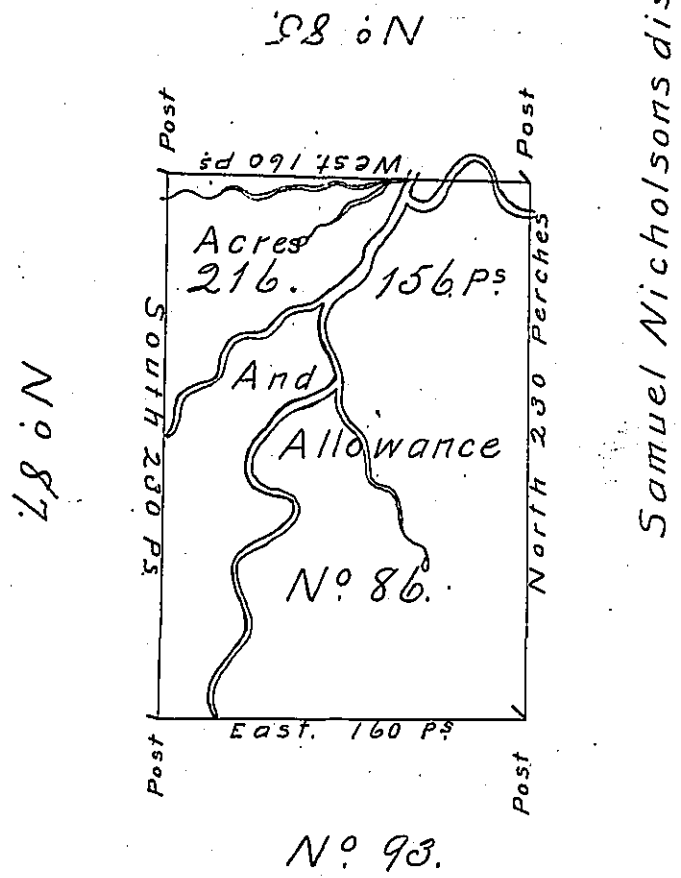 No. 85.
Post
Post
West 160 ps
Acres
216. 156 Ps.
And
Allowance
No. 86.
South 230 Ps.
North 230 Perches
East. 160 Ps.
Post
Post
No. 87.
No. 93.
Samuel Nicholsons dis